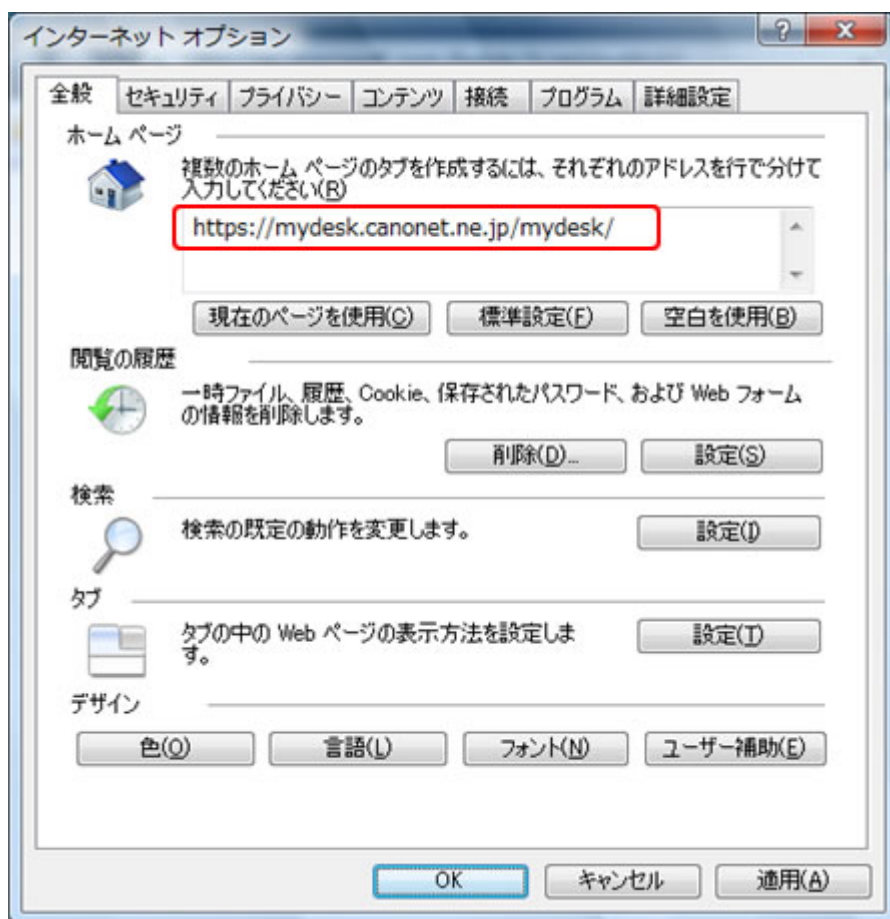 インターネット オプション
全般 セキュリティ プライバシー コンテンツ 接続 プログラム 詳細設定
ホーム ページ
複数のホーム ページのタブを作成するには、それぞれのアドレスを行で分けて
入力してください(R)
https://mydesk.canonet.ne.jp/mydesk/
現在のページを使用(C) 標準設定(F) 空白を使用(B)
閲覧の履歴
一時ファイル、履歴、Cookie、保存されたパスワード、および Web フォーム
の情報を削除します。
削除(D)... 設定(S)
検索
検索の既定の動作を変更します。 設定(I)
タブ
タブの中の Web ページの表示方法を設定しま
す。
設定(T)
デザイン
色(O) 言語(L) フォント(N) ユーザー補助(E)
OK キャンセル 適用(A)